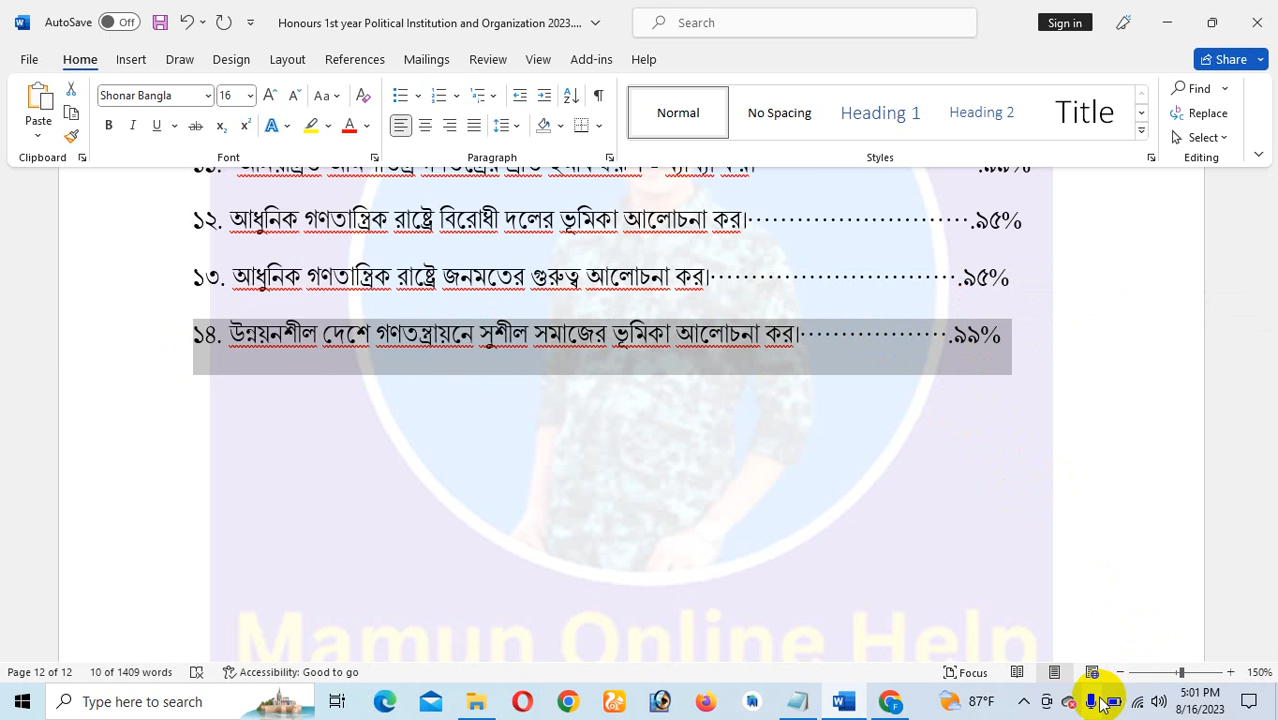 AutoSave Off Honours 1st year Political Institution and Organization 2023.... Search Sign in
File Home Insert Draw Design Layout References Mailings Review View Add-ins Help Share
Shonar Bangla 16 Normal No Spacing Heading 1 Heading 2 Title Find Replace Select
Paste
Clipboard Font Paragraph Styles Editing
১২. আধুনিক গণতান্ত্রিক রাষ্ট্রে বিরোধী দলের ভূমিকা আলোচনা কর।···························.৯৫%
১৩. আধুনিক গণতান্ত্রিক রাষ্ট্রে জনমতের গুরুত্ব আলোচনা কর।······························.৯৫%
১৪. উন্নয়নশীল দেশে গণতন্ত্রায়নে সুশীল সমাজের ভূমিকা আলোচনা কর।··················.৯৯%
Mamun Online Help
Page 12 of 12 10 of 1409 words Accessibility: Good to go Focus 150%
Type here to search 87°F 5:01 PM
8/16/2023